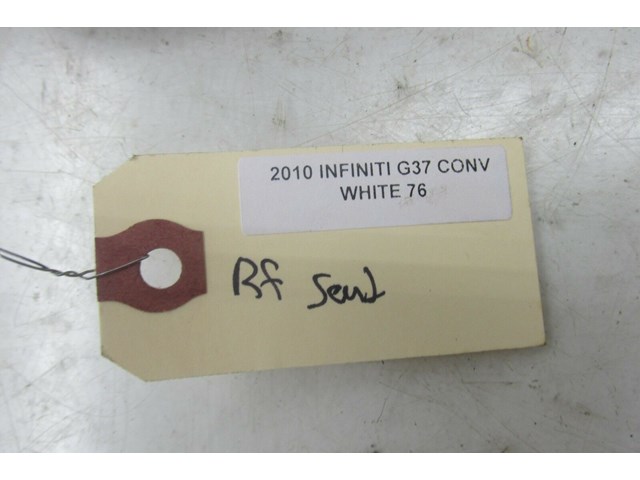 2010 INFINITI G37 CONV
WHITE 76
Rf Seat